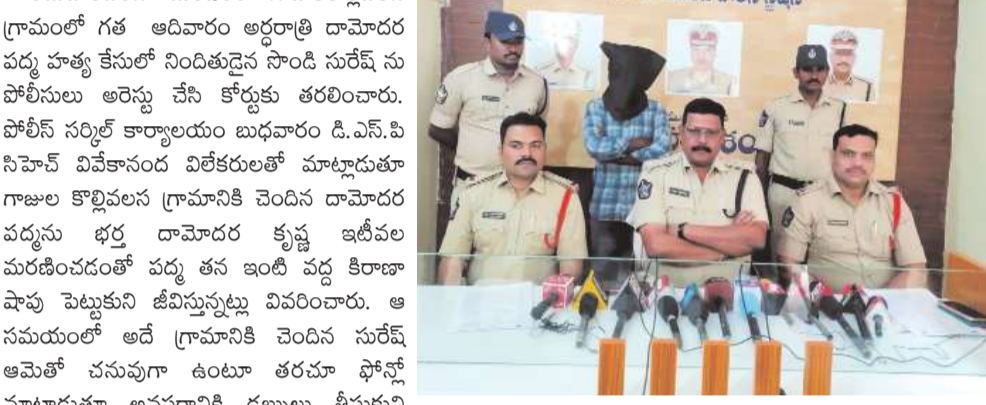 గ్రామంలో గత ఆదివారం అర్ధరాత్రి దామోదర
పద్మ హత్య కేసులో నిందితుడైన సొండి సురేష్ ను
పోలీసులు అరెస్టు చేసి కోర్టుకు తరలించారు.
పోలీస్ సర్కిల్ కార్యాలయం బుధవారం డి.ఎస్.పి
సిహెచ్ వివేకానంద విలేకరులతో మాట్లాడుతూ
గాజుల కొల్లివలస గ్రామానికి చెందిన దామోదర
పద్మను భర్త దామోదర కృష్ణ ఇటీవల
మరణించడంతో పద్మ తన ఇంటి వద్ద కిరాణా
షాపు పెట్టుకుని జీవిస్తున్నట్లు వివరించారు. ఆ
సమయంలో అదే గ్రామానికి చెందిన సురేష్
ఆమెతో చనువుగా ఉంటూ తరచూ ఫోన్లో